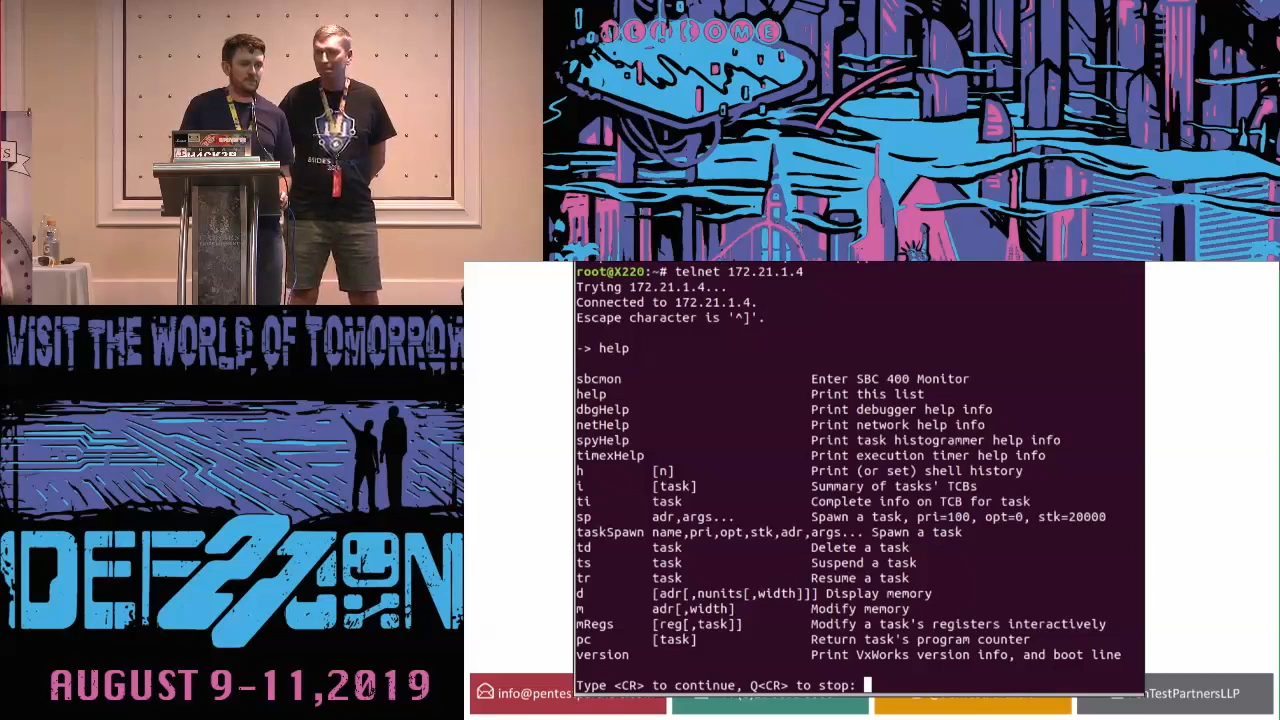 WELCOME
VISIT THE WORLD OF TOMORROW
DEFCON
27
AUGUST 9-11,2019
root@X220:~# telnet 172.21.1.4
Trying 172.21.1.4...
Connected to 172.21.1.4.
Escape character is '^]'.
-> help
sbcmon Enter SBC 400 Monitor
help Print this list
dbgHelp Print debugger help info
netHelp Print network help info
spyHelp Print task histogrammer help info
timexHelp Print execution timer help info
h [n] Print (or set) shell history
i [task] Summary of tasks' TCBs
ti task Complete info on TCB for task
sp adr,args... Spawn a task, pri=100, opt=0, stk=20000
taskSpawn name,pri,opt,stk,adr,args... Spawn a task
td task Delete a task
ts task Suspend a task
tr task Resume a task
d [adr[,nunits[,width]]] Display memory
m adr[,width] Modify memory
mRegs [reg[,task]] Modify a task's registers interactively
pc [task] Return task's program counter
version Print VxWorks version info, and boot line
Type <CR> to continue, Q<CR> to stop:
info@pentes
enTestPartnersLLP